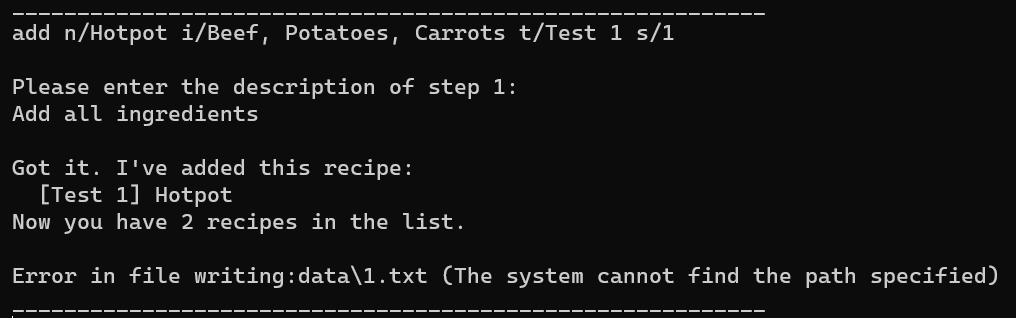 ____________________________________________________________
add n/Hotpot i/Beef, Potatoes, Carrots t/Test 1 s/1
Please enter the description of step 1:
Add all ingredients
Got it. I've added this recipe:
  [Test 1] Hotpot
Now you have 2 recipes in the list.
Error in file writing:data\1.txt (The system cannot find the path specified)
____________________________________________________________